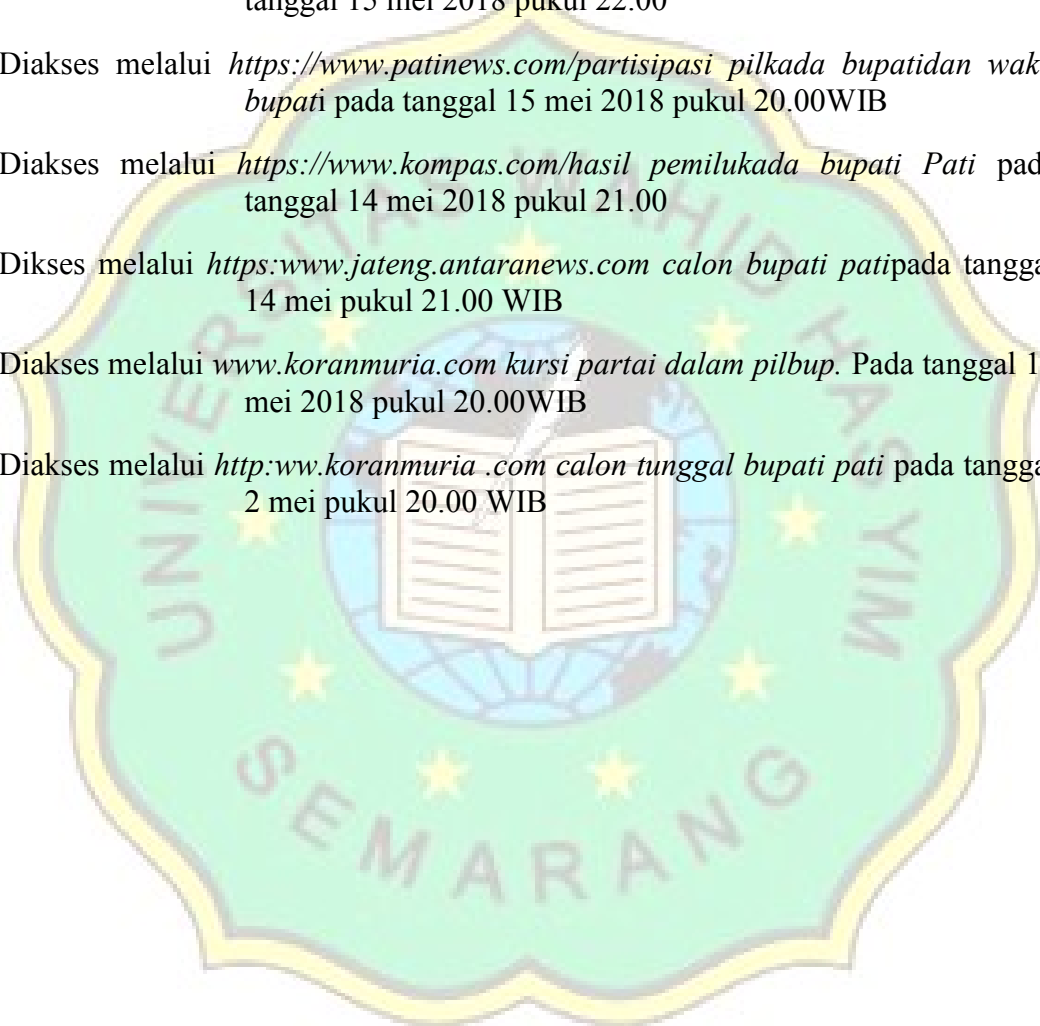 tanggal 15 mei 2018 pukul 22.00
Diakses melalui https://www.patinews.com/partisipasi pilkada bupatidan wak
bupati pada tanggal 15 mei 2018 pukul 20.00WIB
Diakses melalui https://www.kompas.com/hasil pemilukada bupati Pati pad
tanggal 14 mei 2018 pukul 21.00
Dikses melalui https:www.jateng.antaranews.com calon bupati patipada tangga
14 mei pukul 21.00 WIB
Diakses melalui www.koranmuria.com kursi partai dalam pilbup. Pada tanggal 1
mei 2018 pukul 20.00WIB
Diakses melalui http:ww.koranmuria .com calon tunggal bupati pati pada tangga
2 mei pukul 20.00 WIB
UNIVERSITAS WAHID HASYIM
SEMARANG